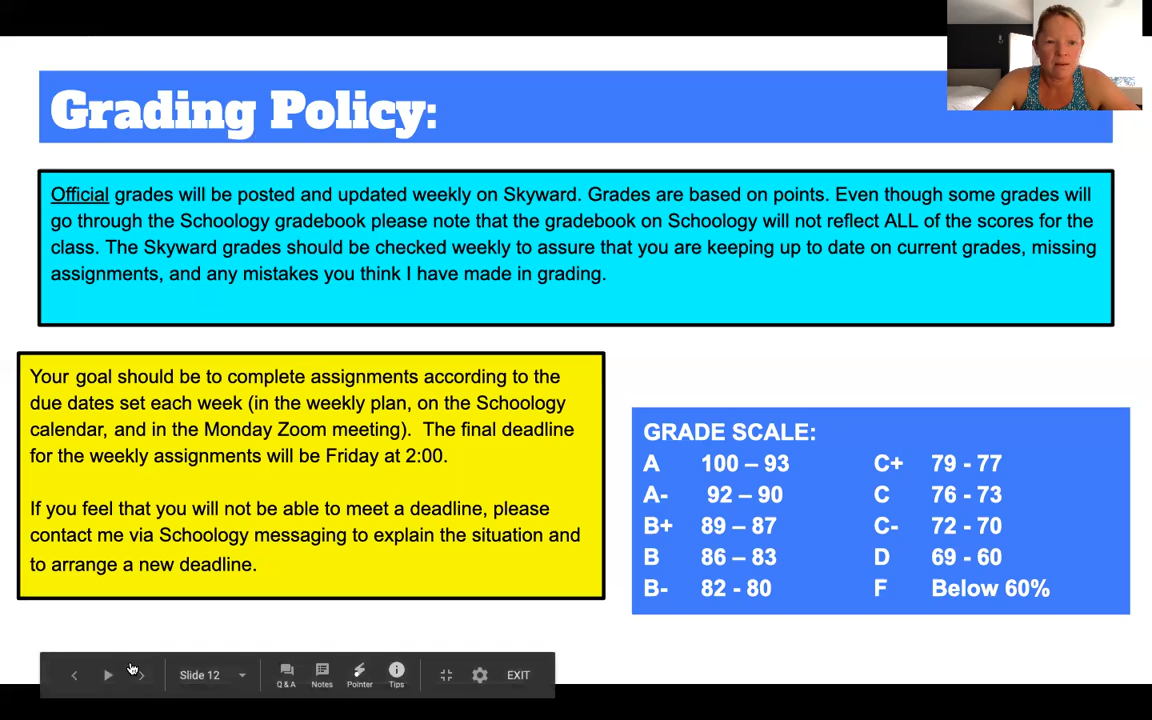 Grading Policy:
Official grades will be posted and updated weekly on Skyward. Grades are based on points. Even though some grades will
go through the Schoology gradebook please note that the gradebook on Schoology will not reflect ALL of the scores for the
class. The Skyward grades should be checked weekly to assure that you are keeping up to date on current grades, missing
assignments, and any mistakes you think I have made in grading.
Your goal should be to complete assignments according to the
due dates set each week (in the weekly plan, on the Schoology
calendar, and in the Monday Zoom meeting). The final deadline
for the weekly assignments will be Friday at 2:00.
If you feel that you will not be able to meet a deadline, please
contact me via Schoology messaging to explain the situation and
to arrange a new deadline.
GRADE SCALE:
A 100 – 93 C+ 79 - 77
A- 92 – 90 C 76 - 73
B+ 89 – 87 C- 72 - 70
B 86 – 83 D 69 - 60
B- 82 - 80 F Below 60%
Slide 12 Q & A Notes Pointer Tips EXIT